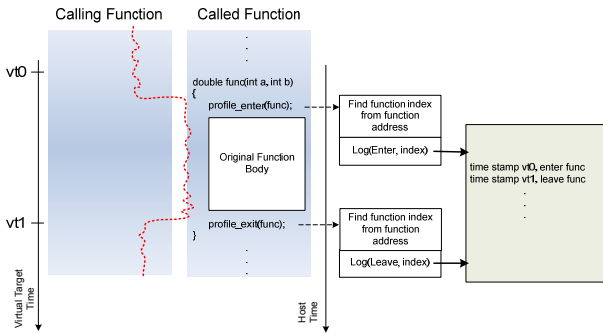 Calling Function
Called Function
vt0
double func(int a, int b)
{
profile_enter(func);
Original Function
Body
vt1
profile_exit(func);
}
Find function index
from function
address
Log(Enter, index)
Find function index
from function
address
Log(Leave, index)
time stamp vt0, enter func
time stamp vt1, leave func
Virtual Target
Time
Host
Time